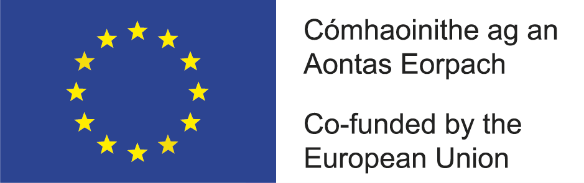 Cómhaoinithe ag an
Aontas Eorpach
Co-funded by the
European Union